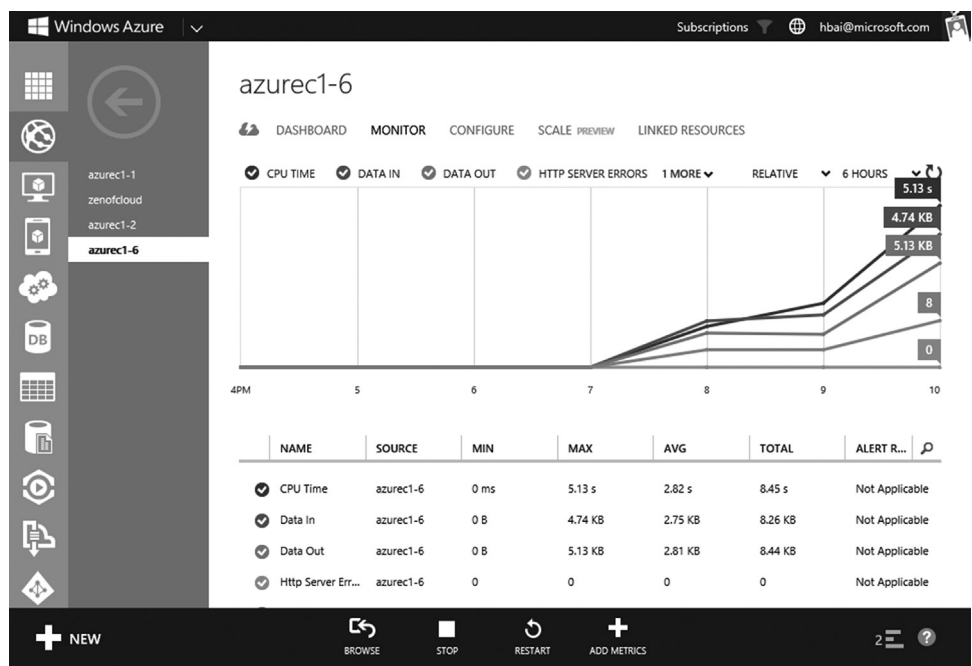 Windows Azure
Subscriptions
hbai@microsoft.com
azurec1-1
zenofcloud
azurec1-2
azurec1-6
azurec1-6
DASHBOARD MONITOR CONFIGURE SCALE PREVIEW LINKED RESOURCES
CPU TIME DATA IN DATA OUT HTTP SERVER ERRORS 1 MORE RELATIVE 6 HOURS
5.13 s
4.74 KB
5.13 KB
8
0
4PM 5 6 7 8 9 10
NAME SOURCE MIN MAX AVG TOTAL ALERT R...
CPU Time azurec1-6 0 ms 5.13 s 2.82 s 8.45 s Not Applicable
Data In azurec1-6 0 B 4.74 KB 2.75 KB 8.26 KB Not Applicable
Data Out azurec1-6 0 B 5.13 KB 2.81 KB 8.44 KB Not Applicable
Http Server Err... azurec1-6 0 0 0 0 Not Applicable
DB
NEW
BROWSE
STOP
RESTART
ADD METRICS
2
?